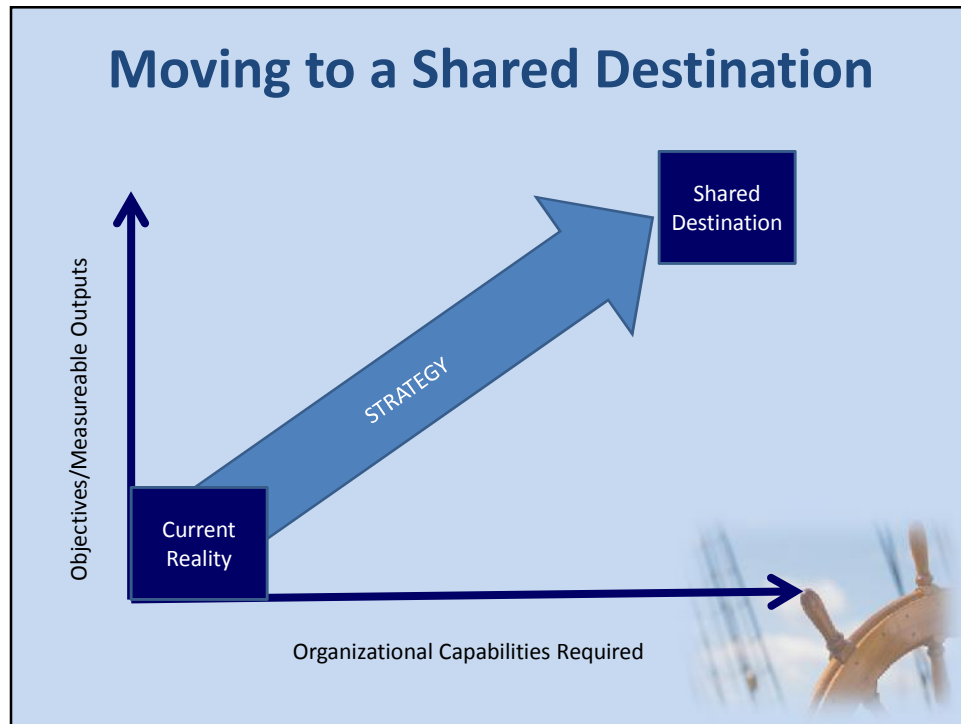 Moving to a Shared Destination
Shared
Destination
Objectives/Measureable Outputs
STRATEGY
Current
Reality
Organizational Capabilities Required